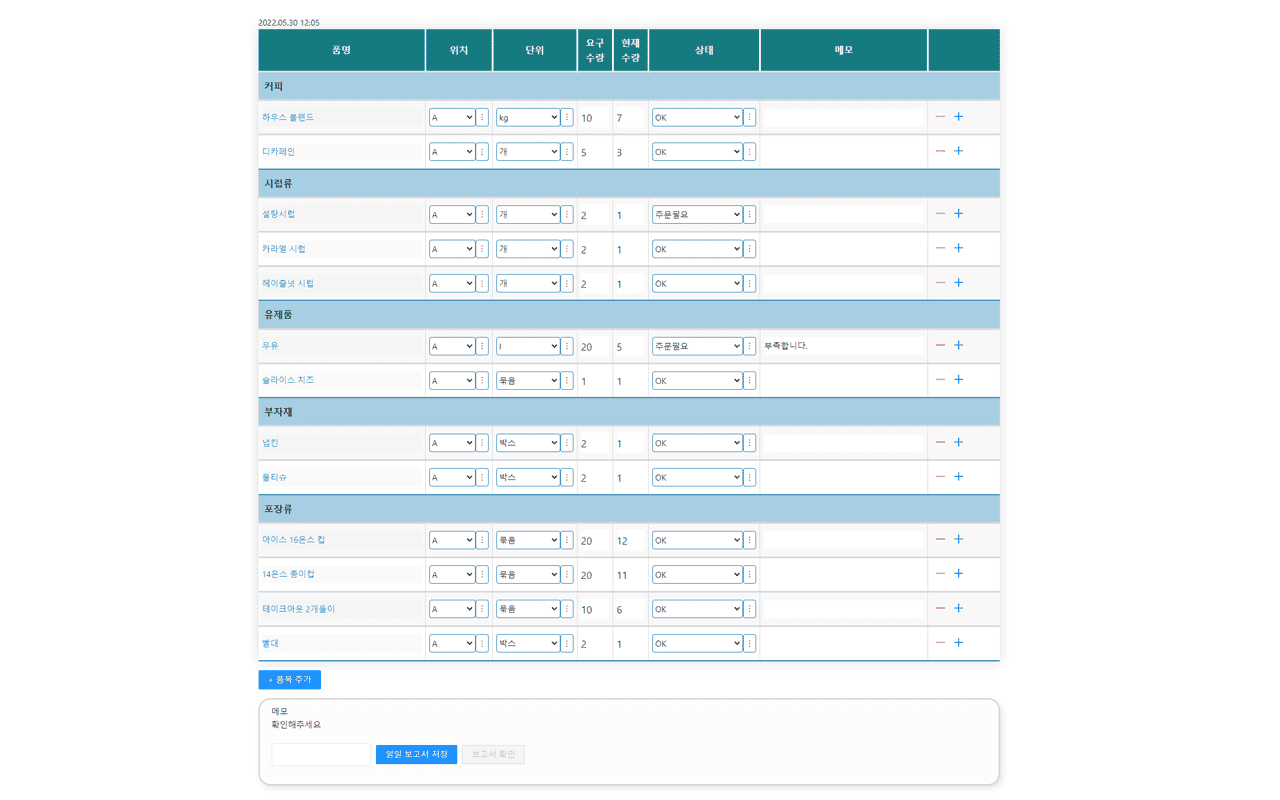 2022.05.30 12:05
품명 위치 단위 요구 수량 현재 수량 상태 메모
커피
하우스 블랜드 A kg 10 7 OK
디카페인 A 개 5 3 OK
시럽류
설탕시럽 A 개 2 1 주문필요
카라멜 시럽 A 개 2 1 OK
헤이즐넛 시럽 A 개 2 1 OK
유제품
우유 A l 20 5 주문필요 부족합니다.
슬라이스 치즈 A 묶음 1 1 OK
부자재
냅킨 A 박스 2 1 OK
물티슈 A 박스 2 1 OK
포장류
아이스 16온스 컵 A 묶음 20 12 OK
14온스 종이컵 A 묶음 20 11 OK
테이크아웃 2개들이 A 묶음 10 6 OK
빨대 A 박스 2 1 OK
+ 품목 추가
메모
확인해주세요
일일 보고서 저장 보고서 확인